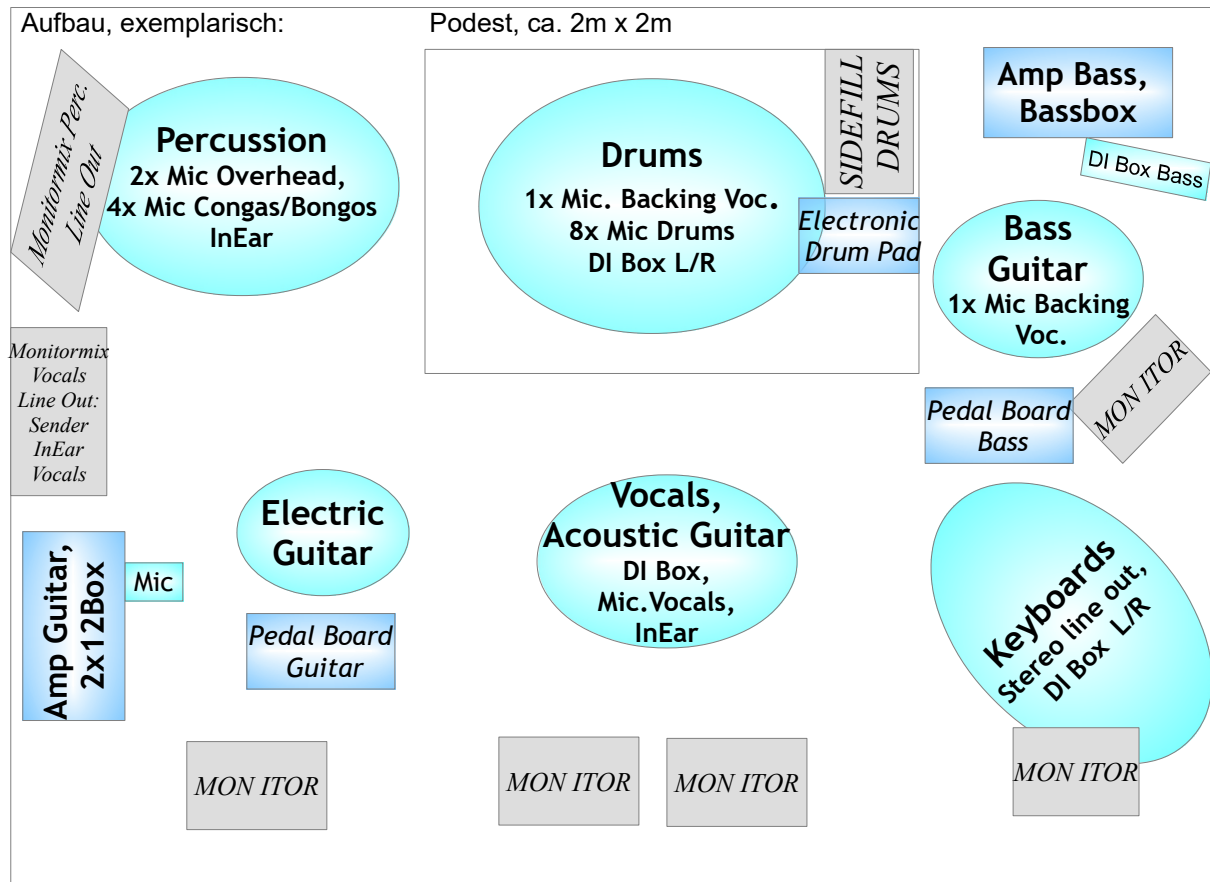 Aufbau, exemplarisch:
Podest, ca. 2m x 2m
Monitormix Perc.
Line Out
Percussion
2x Mic Overhead,
4x Mic Congas/Bongos
InEar
Drums
1x Mic. Backing Voc.
8x Mic Drums
DI Box L/R
SIDEFILL
DRUMS
Electronic
Drum Pad
Amp Bass,
Bassbox
DI Box Bass
Bass
Guitar
1x Mic Backing
Voc.
MON ITOR
Pedal Board
Bass
Monitormix
Vocals
Line Out:
Sender
InEar
Vocals
Amp Guitar,
2x12Box
Mic
Electric
Guitar
Pedal Board
Guitar
Vocals,
Acoustic Guitar
DI Box,
Mic.Vocals,
InEar
Keyboards
Stereo line out,
DI Box L/R
MON ITOR
MON ITOR
MON ITOR
MON ITOR